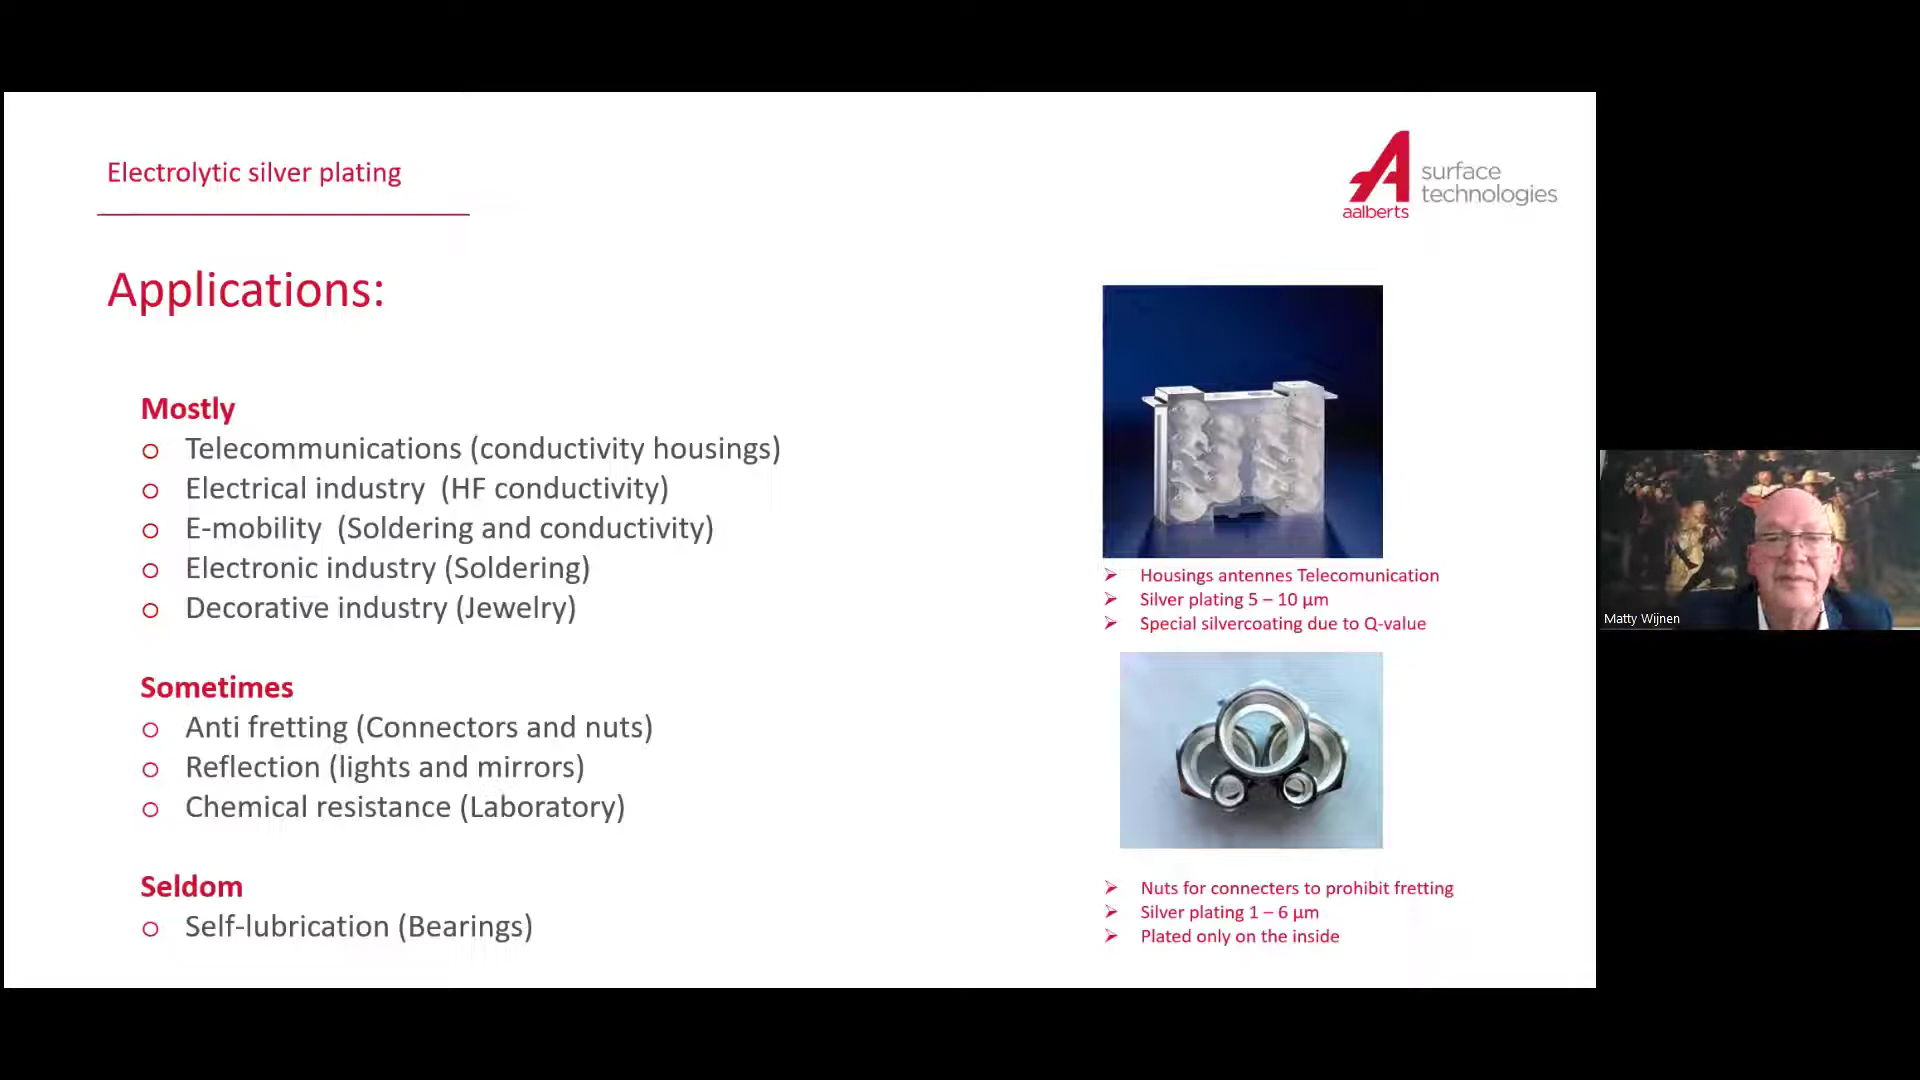 Electrolytic silver plating
surface
technologies
aalberts
Applications:
Mostly
Telecommunications (conductivity housings)
Electrical industry (HF conductivity)
E-mobility (Soldering and conductivity)
Electronic industry (Soldering)
Decorative industry (Jewelry)
Sometimes
Anti fretting (Connectors and nuts)
Reflection (lights and mirrors)
Chemical resistance (Laboratory)
Seldom
Self-lubrication (Bearings)
Housings antennes Telecomunication
Silver plating 5 – 10 µm
Special silvercoating due to Q-value
Nuts for connecters to prohibit fretting
Silver plating 1 – 6 µm
Plated only on the inside
Matty Wijnen